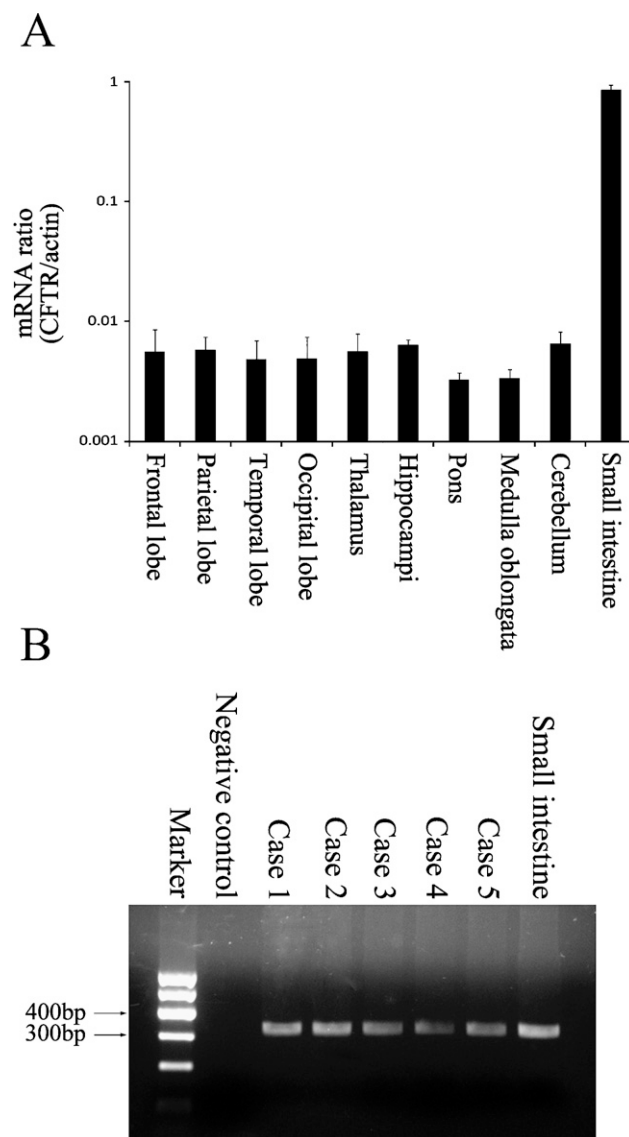 A
1
0.1
0.01
0.001
mRNA ratio
(CFTR/actin)
Frontal lobe
Parietal lobe
Temporal lobe
Occipital lobe
Thalamus
Hippocampi
Pons
Medulla oblongata
Cerebellum
Small intestine
B
Marker
Negative control
Case 1
Case 2
Case 3
Case 4
Case 5
Small intestine
400bp
300bp